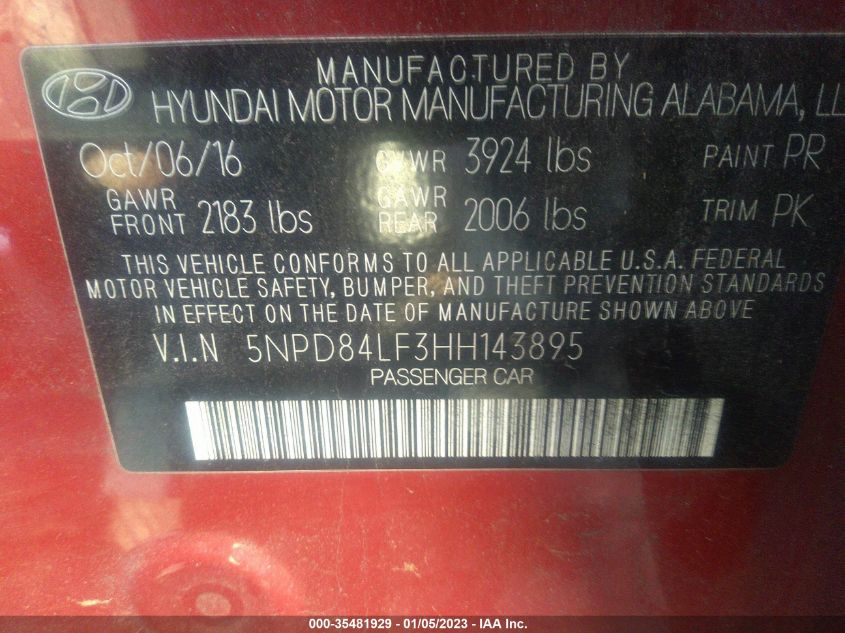 MANUFACTURED BY
HYUNDAI MOTOR MANUFACTURING ALABAMA, LL
Oct/06/16 GVWR 3924 lbs PAINT PR
GAWR FRONT 2183 lbs GAWR REAR 2006 lbs TRIM PK
THIS VEHICLE CONFORMS TO ALL APPLICABLE U.S.A. FEDERAL
MOTOR VEHICLE SAFETY, BUMPER, AND THEFT PREVENTION STANDARDS
IN EFFECT ON THE DATE OF MANUFACTURE SHOWN ABOVE
V.I.N 5NPD84LF3HH143895
PASSENGER CAR
000-35481929 - 01/05/2023 - IAA Inc.